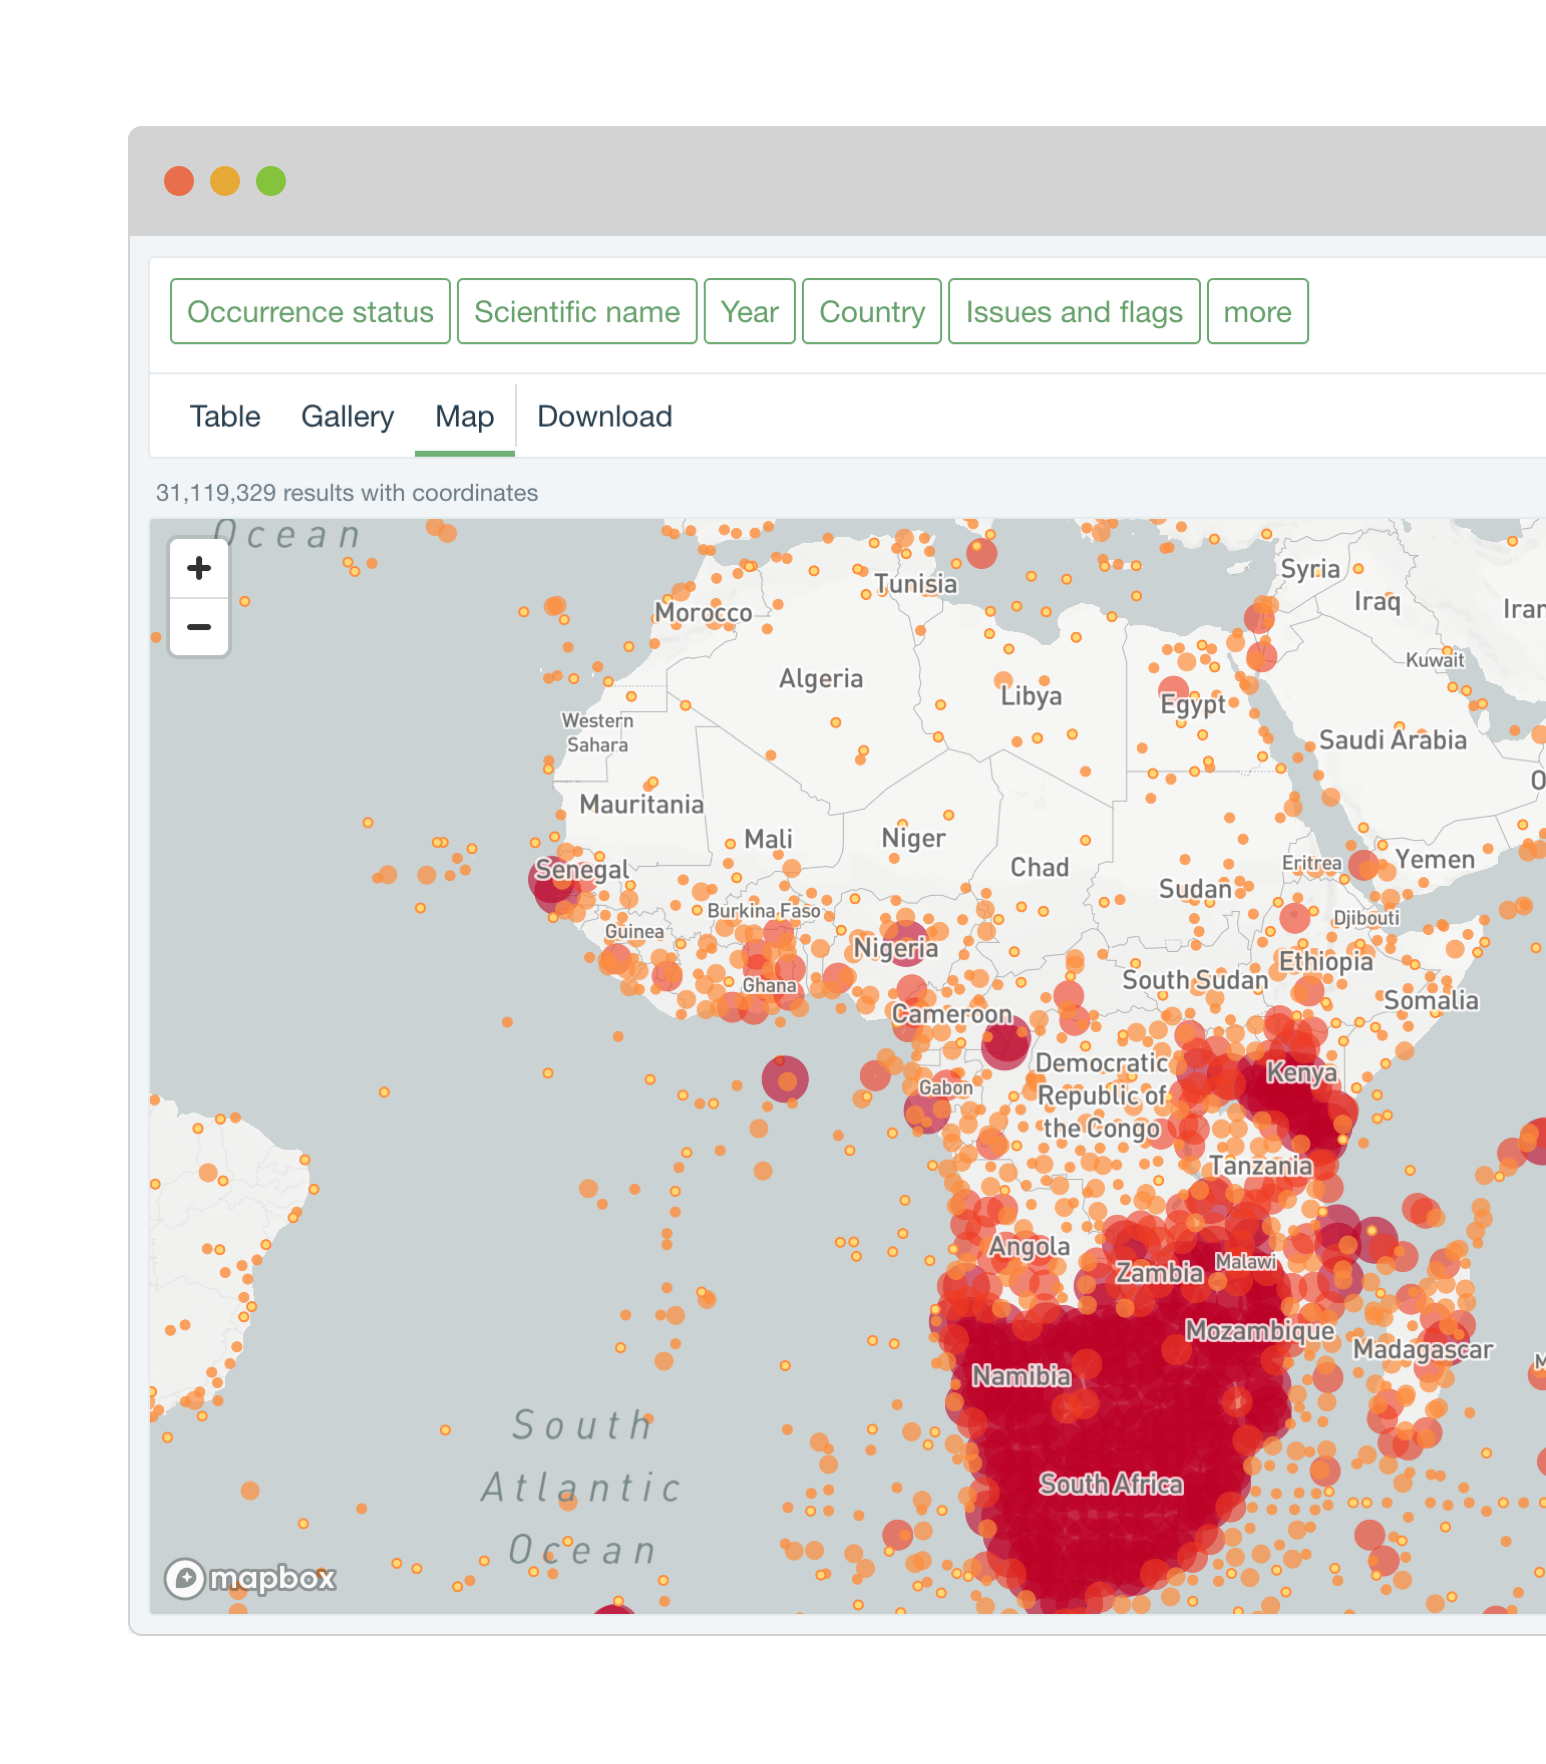 Occurrence status Scientific name Year Country Issues and flags more
Table Gallery Map Download
31,119,329 results with coordinates
Ocean
+
−
Syria
Tunisia
Iraq
Morocco
Iran
Kuwait
Algeria
Libya
Egypt
Western
Sahara
Saudi Arabia
Mauritania
Mali
Niger
Chad
Eritrea
Yemen
Senegal
Sudan
Burkina Faso
Djibouti
Guinea
Nigeria
Ethiopia
South Sudan
Ghana
Somalia
Cameroon
Democratic
Republic of
the Congo
Kenya
Gabon
Tanzania
Angola
Malawi
Zambia
Mozambique
Madagascar
Namibia
South
Atlantic
Ocean
South Africa
mapbox